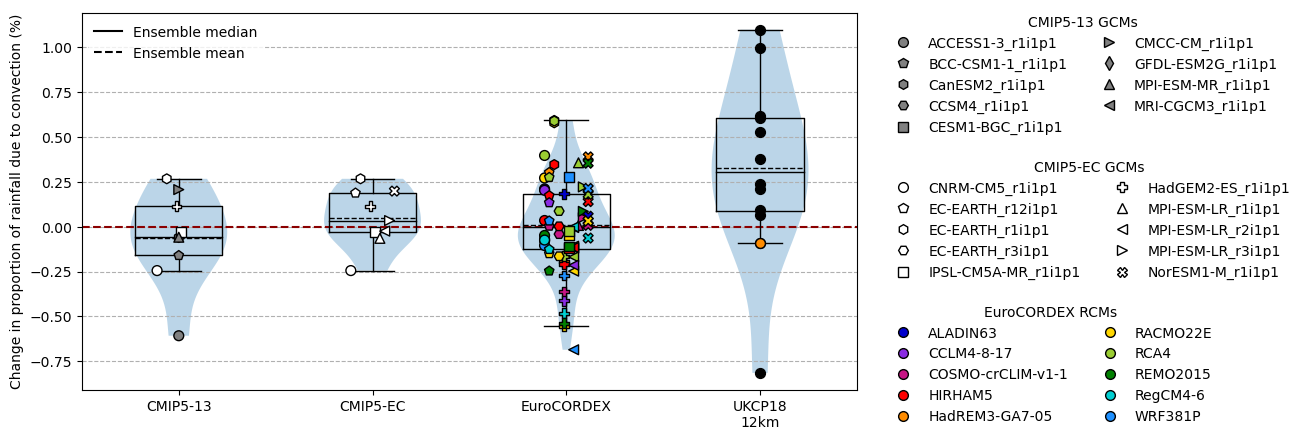 Change in proportion of rainfall due to convection (%)
1.00
0.75
0.50
0.25
0.00
−0.25
−0.50
−0.75
Ensemble median
Ensemble mean
CMIP5-13
CMIP5-EC
EuroCORDEX
UKCP18
12km
CMIP5-13 GCMs
ACCESS1-3_r1i1p1
BCC-CSM1-1_r1i1p1
CanESM2_r1i1p1
CCSM4_r1i1p1
CESM1-BGC_r1i1p1
CMCC-CM_r1i1p1
GFDL-ESM2G_r1i1p1
MPI-ESM-MR_r1i1p1
MRI-CGCM3_r1i1p1
CMIP5-EC GCMs
CNRM-CM5_r1i1p1
EC-EARTH_r12i1p1
EC-EARTH_r1i1p1
EC-EARTH_r3i1p1
IPSL-CM5A-MR_r1i1p1
HadGEM2-ES_r1i1p1
MPI-ESM-LR_r1i1p1
MPI-ESM-LR_r2i1p1
MPI-ESM-LR_r3i1p1
NorESM1-M_r1i1p1
EuroCORDEX RCMs
ALADIN63
CCLM4-8-17
COSMO-crCLIM-v1-1
HIRHAM5
HadREM3-GA7-05
RACMO22E
RCA4
REMO2015
RegCM4-6
WRF381P